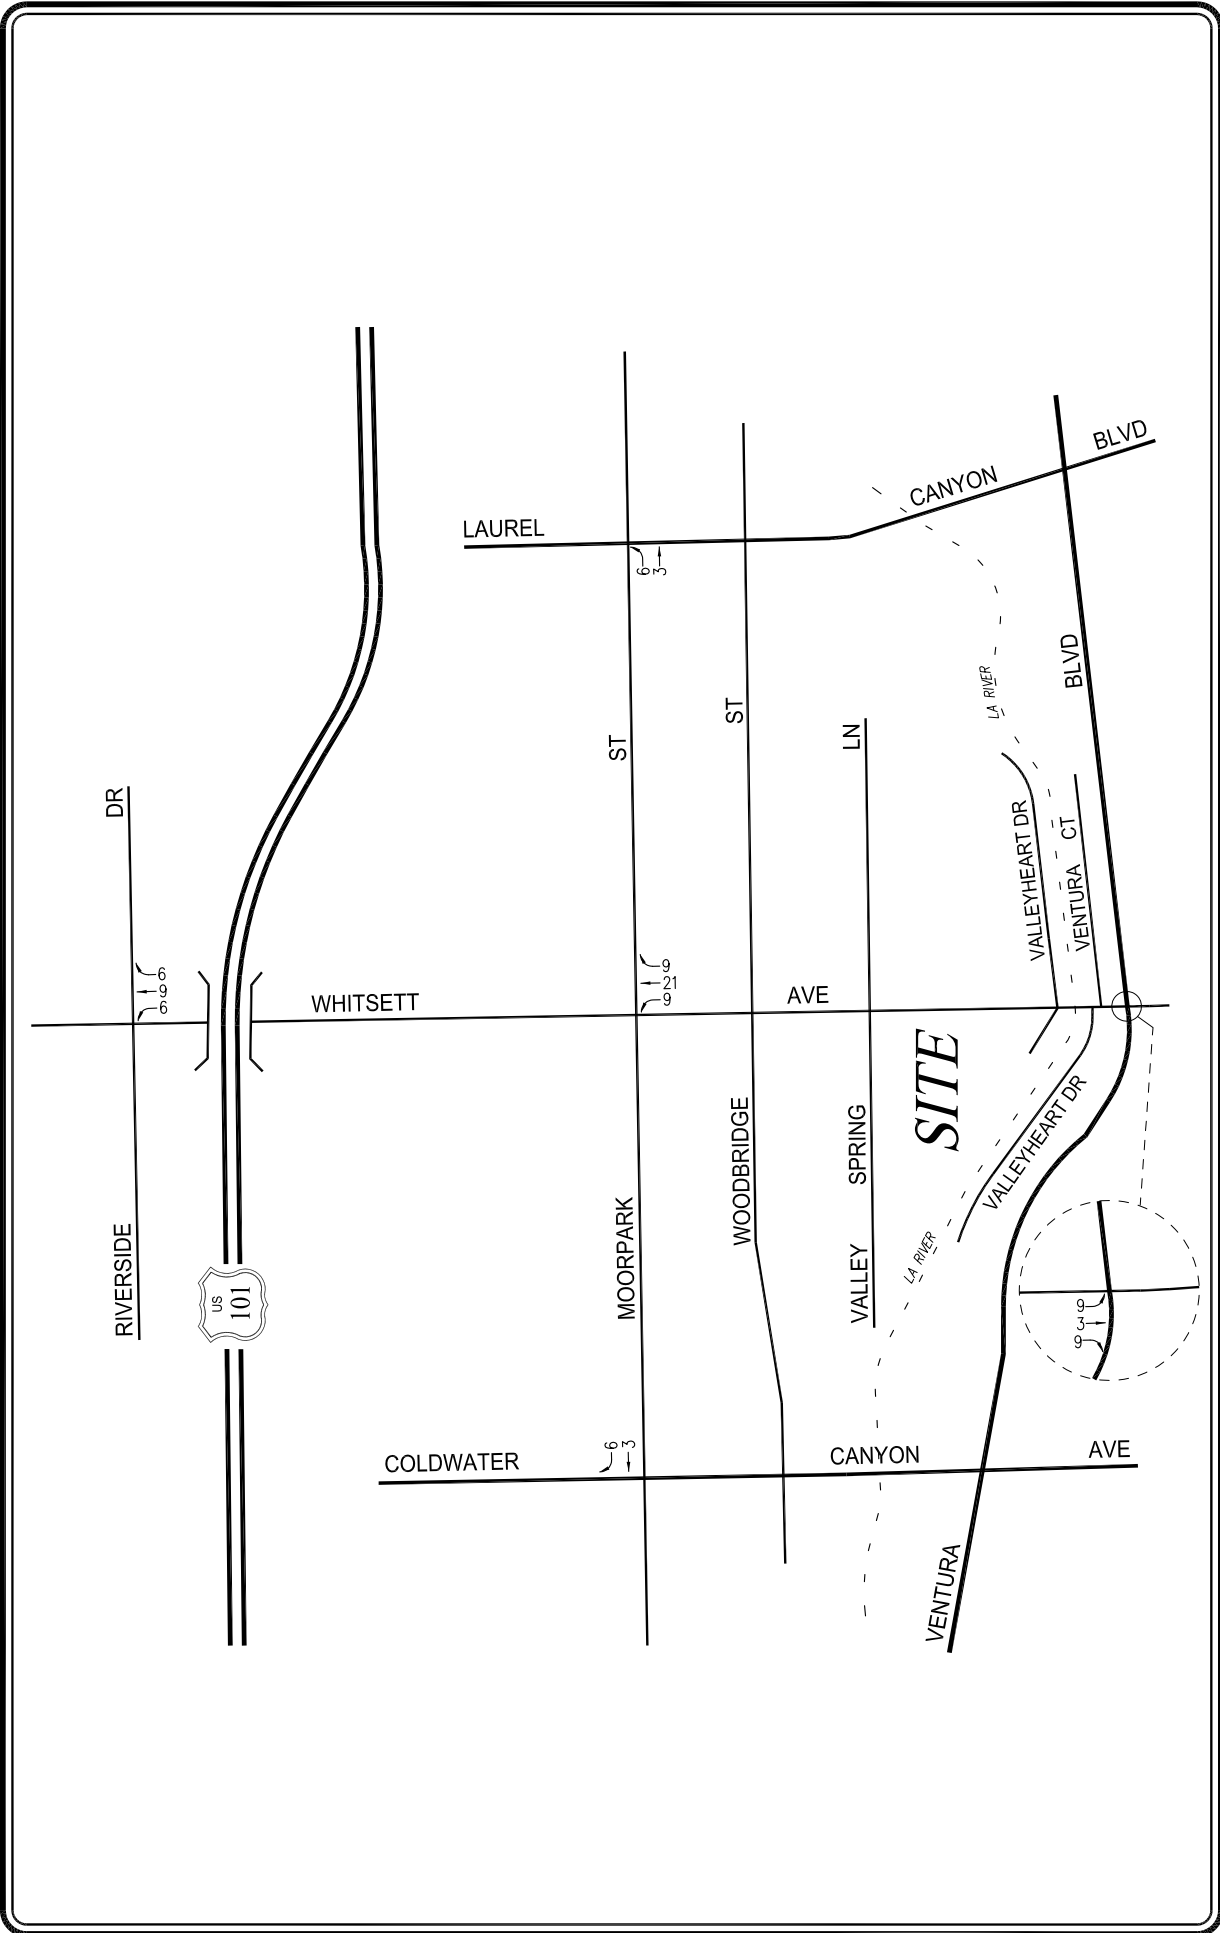 RIVERSIDE DR
6
9
6
US
101
WHITSETT AVE
LAUREL CANYON BLVD
6
3
MOORPARK ST
9
21
9
WOODBRIDGE ST
VALLEY SPRING LN
SITE
LA RIVER
LA RIVER
VALLEYHEART DR
VENTURA CT
VALLEYHEART DR
VENTURA BLVD
9
3
9
COLDWATER CANYON AVE
6
3